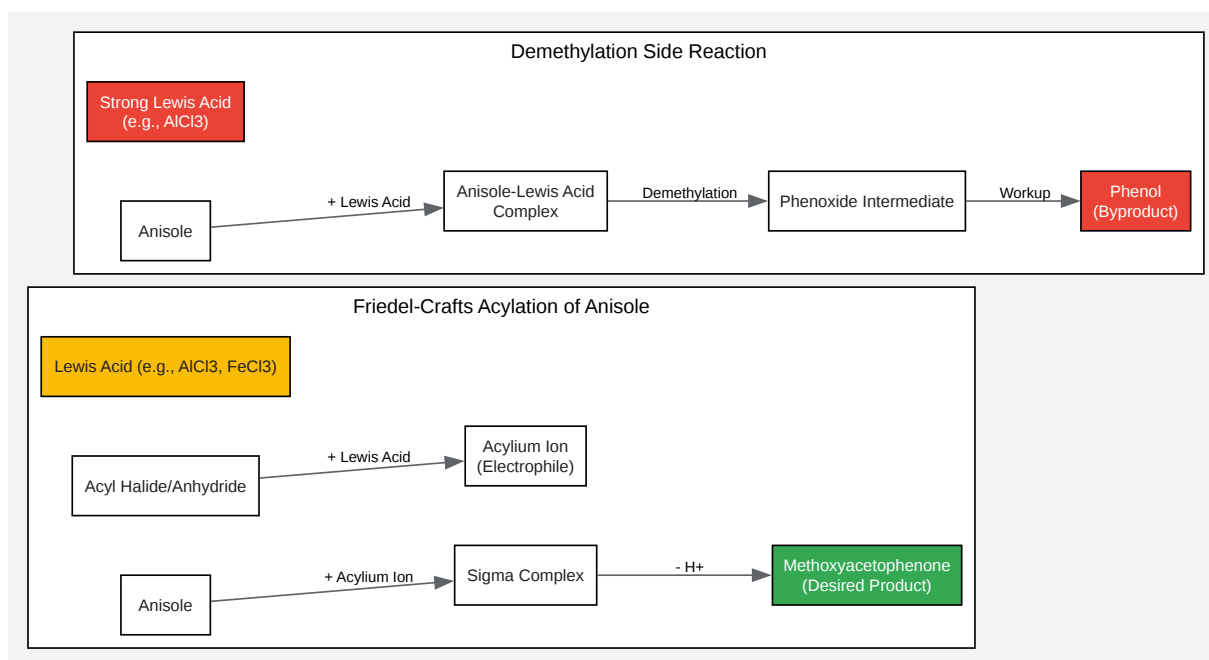 Demethylation Side Reaction
Strong Lewis Acid
(e.g., AlCl3)
Anisole
+ Lewis Acid
Anisole-Lewis Acid
Complex
Demethylation
Phenoxide Intermediate
Workup
Phenol
(Byproduct)
Friedel-Crafts Acylation of Anisole
Lewis Acid (e.g., AlCl3, FeCl3)
Acyl Halide/Anhydride
+ Lewis Acid
Acylium Ion
(Electrophile)
Anisole
+ Acylium Ion
Sigma Complex
- H+
Methoxyacetophenone
(Desired Product)